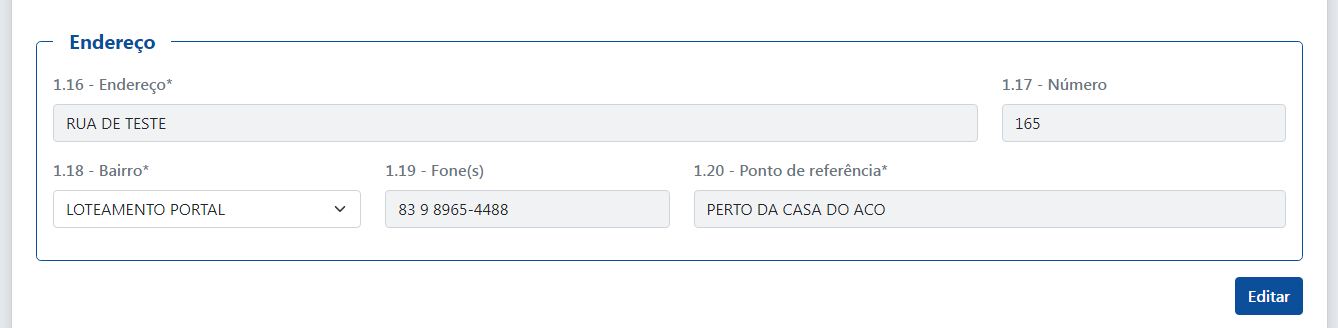 Endereço
1.16 - Endereço*
1.17 - Número
RUA DE TESTE
165
1.18 - Bairro*
1.19 - Fone(s)
1.20 - Ponto de referência*
LOTEAMENTO PORTAL
83 9 8965-4488
PERTO DA CASA DO ACO
Editar